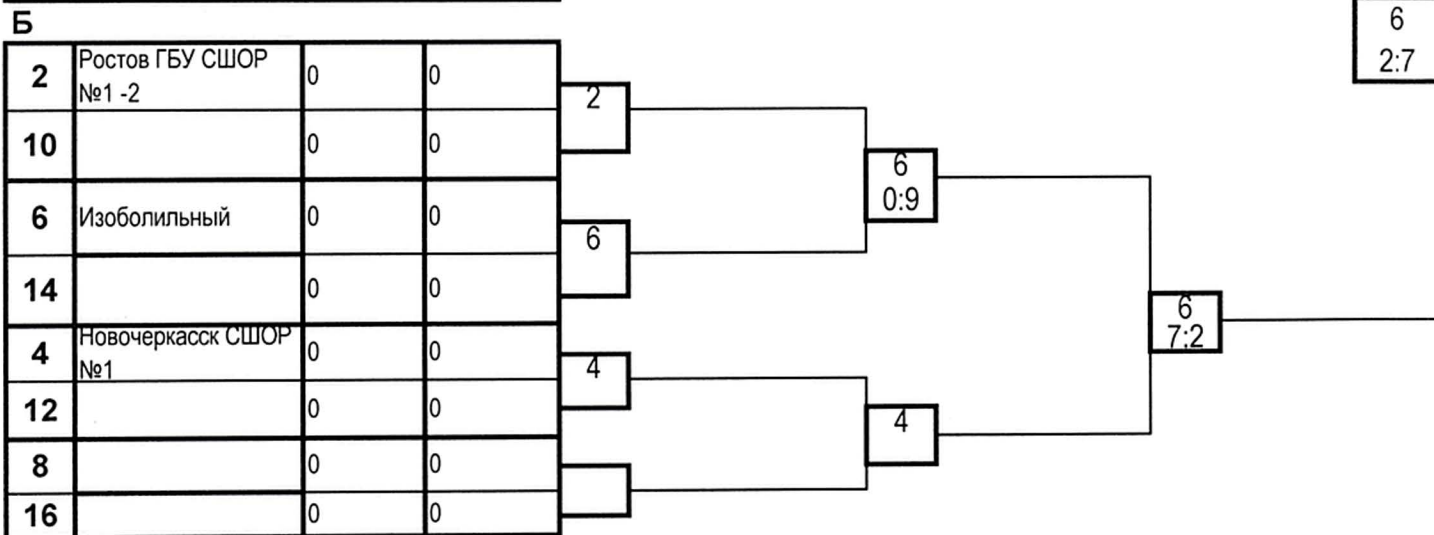 Б
6
2:7
2 Ростов ГБУ СШОР 0 0
№1 -2
2
10 0 0
6
0:9
6 Изоболильный 0 0
6
14 0 0
6
7:2
4 Новочеркасск СШОР 0 0
№1
4
12 0 0
4
8 0 0
16 0 0